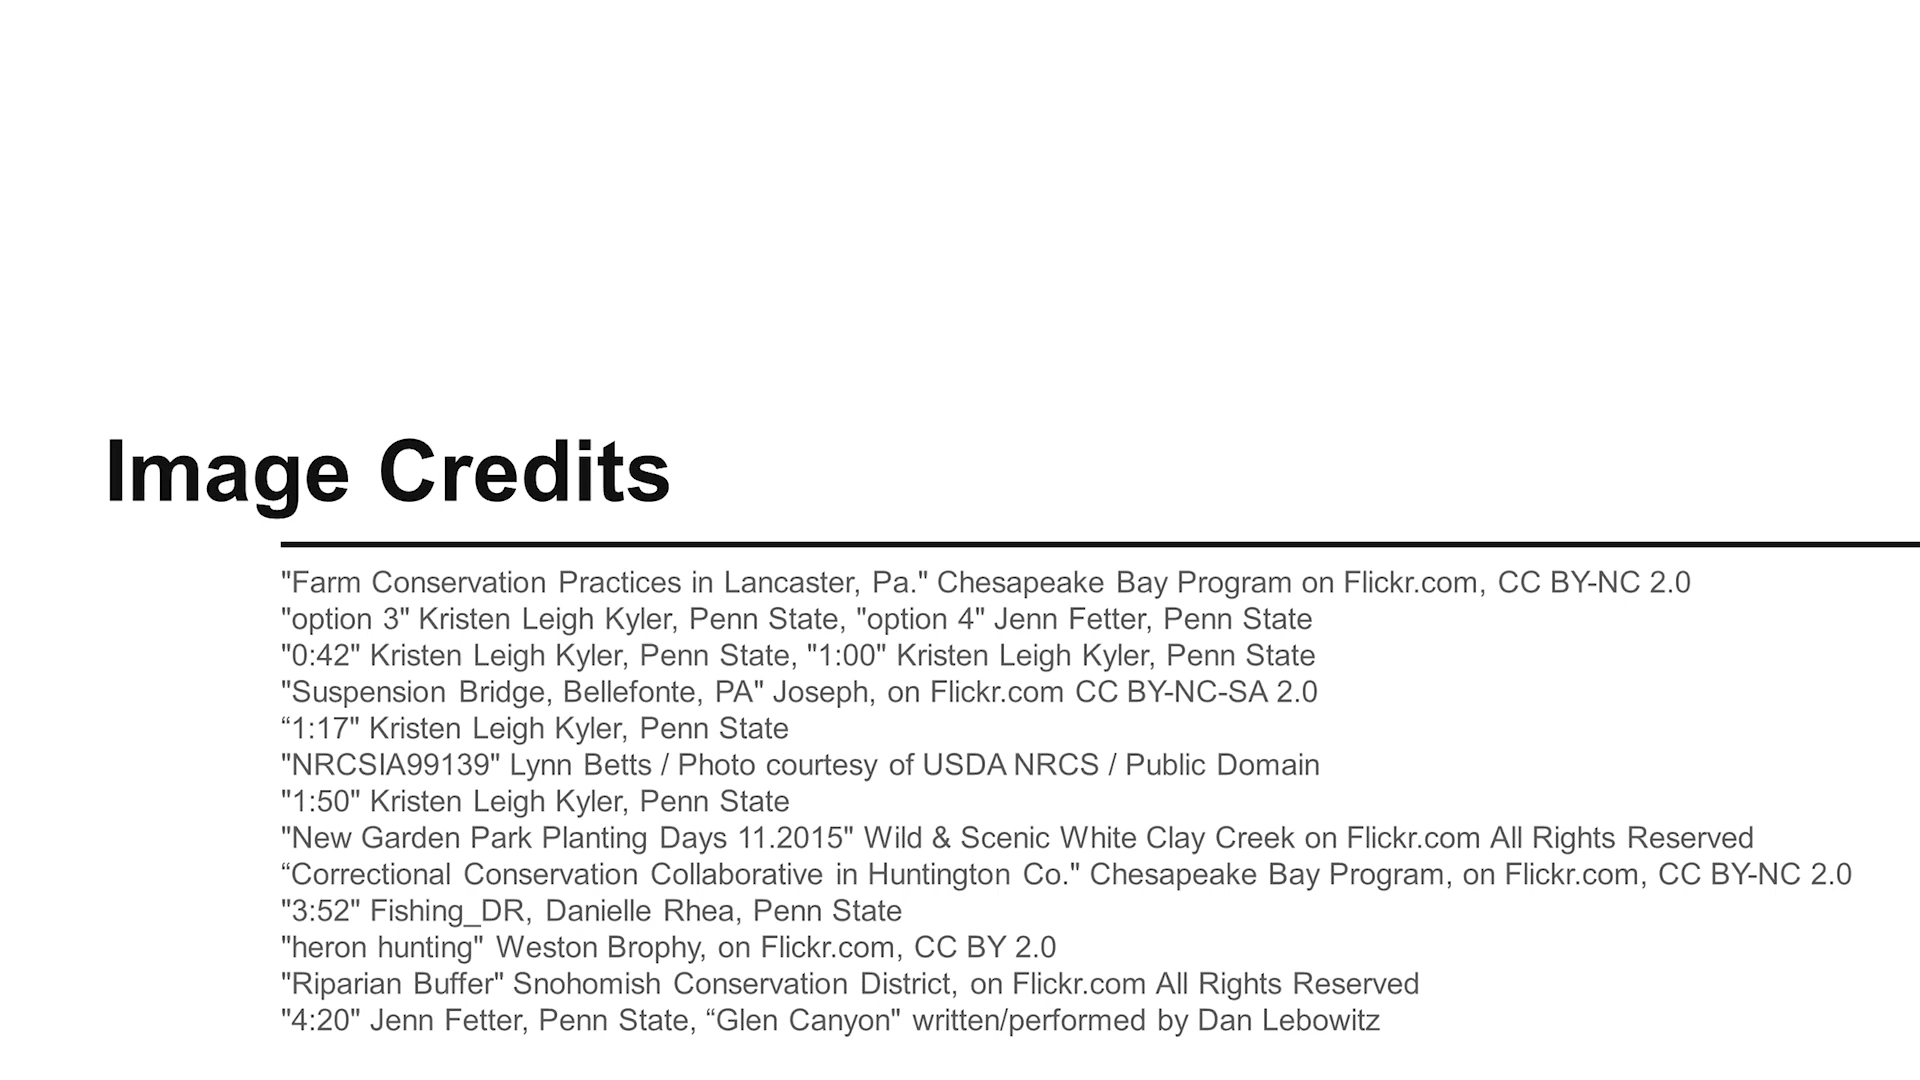 Image Credits
"Farm Conservation Practices in Lancaster, Pa." Chesapeake Bay Program on Flickr.com, CC BY-NC 2.0
"option 3" Kristen Leigh Kyler, Penn State, "option 4" Jenn Fetter, Penn State
"0:42" Kristen Leigh Kyler, Penn State, "1:00" Kristen Leigh Kyler, Penn State
"Suspension Bridge, Bellefonte, PA" Joseph, on Flickr.com CC BY-NC-SA 2.0
“1:17" Kristen Leigh Kyler, Penn State
"NRCSIA99139" Lynn Betts / Photo courtesy of USDA NRCS / Public Domain
"1:50" Kristen Leigh Kyler, Penn State
"New Garden Park Planting Days 11.2015" Wild & Scenic White Clay Creek on Flickr.com All Rights Reserved
“Correctional Conservation Collaborative in Huntington Co." Chesapeake Bay Program, on Flickr.com, CC BY-NC 2.0
"3:52" Fishing_DR, Danielle Rhea, Penn State
"heron hunting" Weston Brophy, on Flickr.com, CC BY 2.0
"Riparian Buffer" Snohomish Conservation District, on Flickr.com All Rights Reserved
"4:20" Jenn Fetter, Penn State, “Glen Canyon" written/performed by Dan Lebowitz